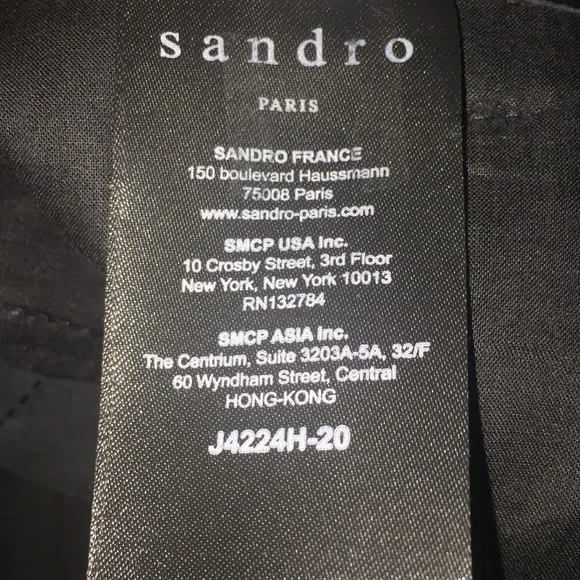 sandro
PARIS
SANDRO FRANCE
150 boulevard Haussmann
75008 Paris
www.sandro-paris.com
SMCP USA Inc.
10 Crosby Street, 3rd Floor
New York, New York 10013
RN132784
SMCP ASIA Inc.
The Centrium, Suite 3203A-5A, 32/F
60 Wyndham Street, Central
HONG-KONG
J4224H-20